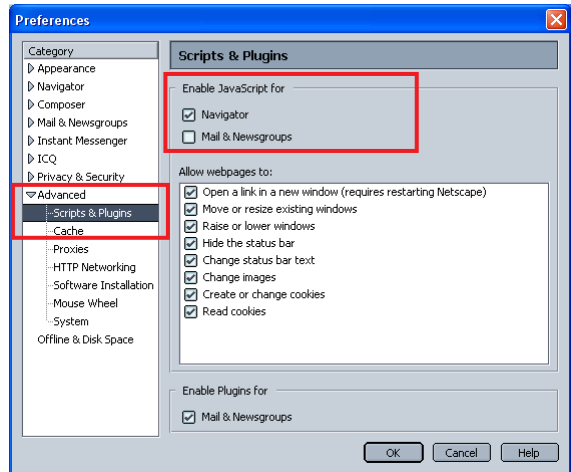 Preferences
Category
Appearance
Navigator
Composer
Mail & Newsgroups
Instant Messenger
ICQ
Privacy & Security
Advanced
Scripts & Plugins
Cache
Proxies
HTTP Networking
Software Installation
Mouse Wheel
System
Offline & Disk Space
Scripts & Plugins
Enable JavaScript for
Navigator
Mail & Newsgroups
Allow webpages to:
Open a link in a new window (requires restarting Netscape)
Move or resize existing windows
Raise or lower windows
Hide the status bar
Change status bar text
Change images
Create or change cookies
Read cookies
Enable Plugins for
Mail & Newsgroups
OK
Cancel
Help